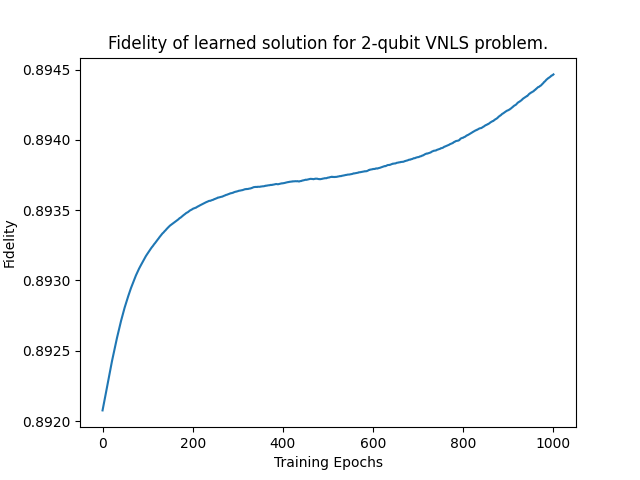 Fidelity of learned solution for 2-qubit VNLS problem.
0.8945
0.8940
0.8935
0.8930
0.8925
0.8920
Fidelity
0 200 400 600 800 1000
Training Epochs